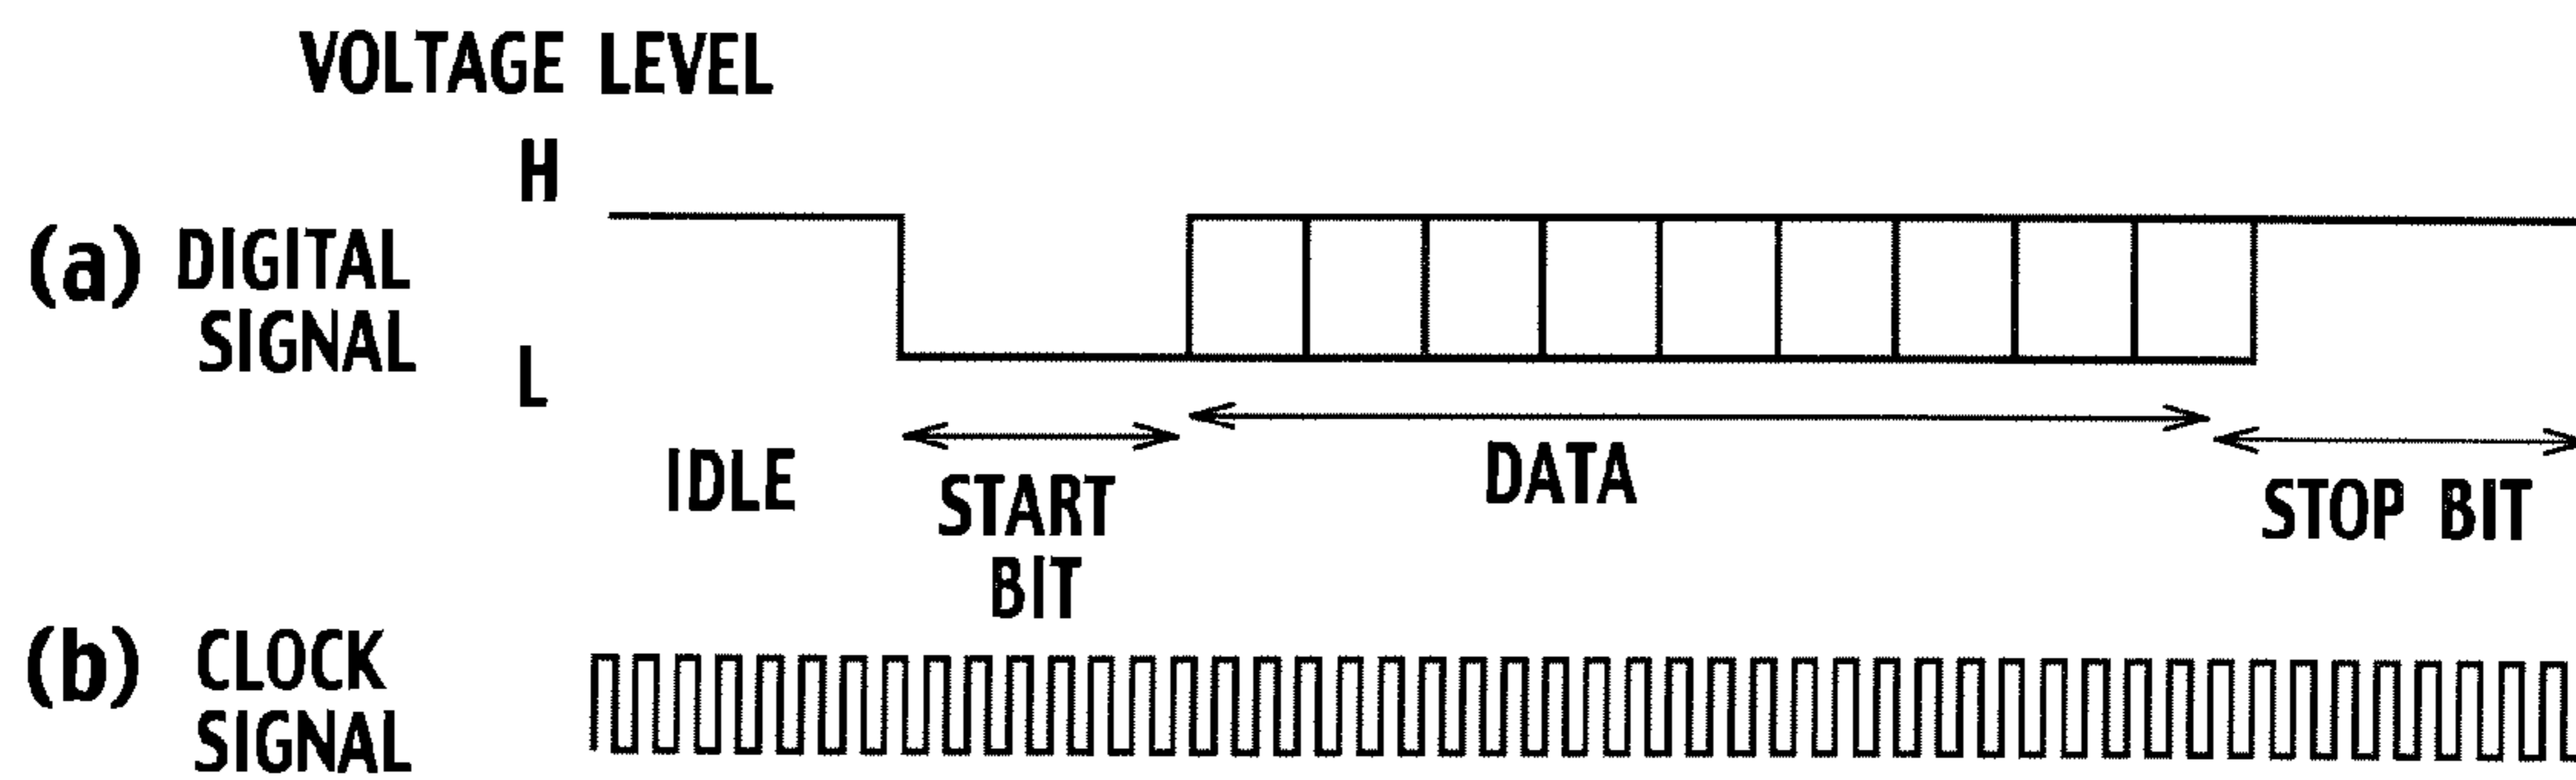 VOLTAGE LEVEL
H
(a) DIGITAL
SIGNAL
L
IDLE
START
BIT
DATA
STOP BIT
(b) CLOCK
SIGNAL